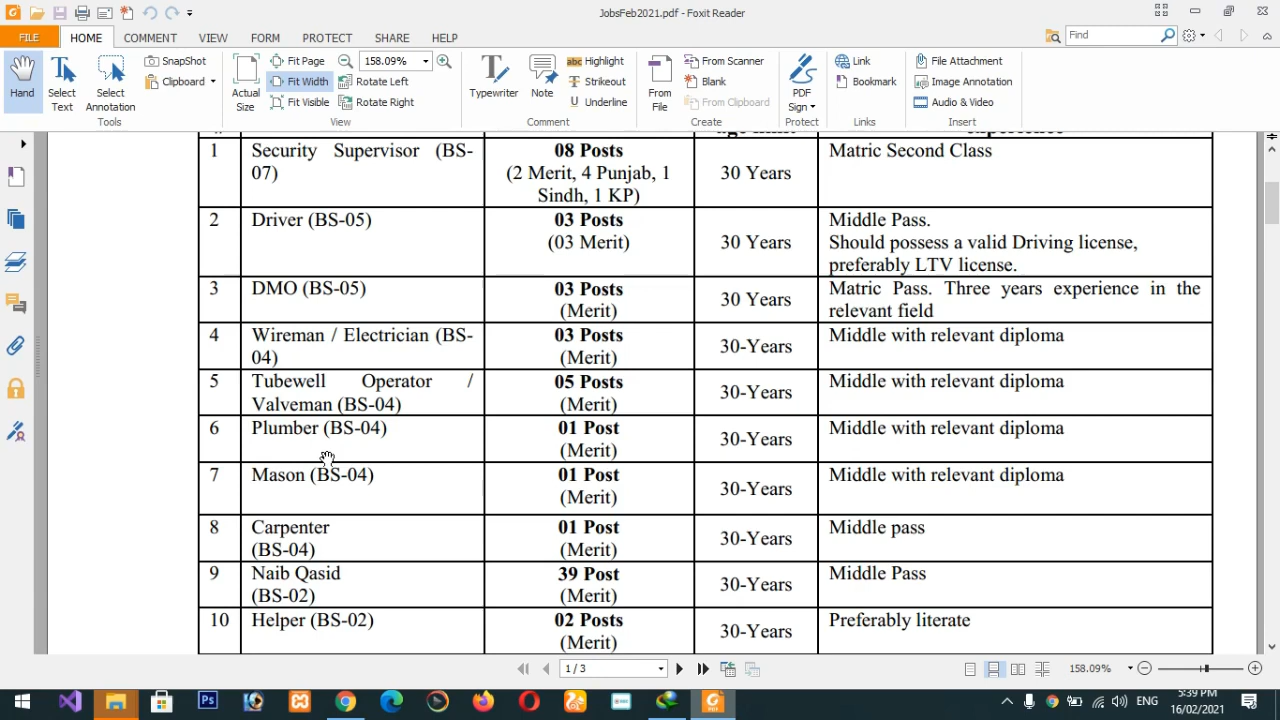 JobsFeb2021.pdf - Foxit Reader
FILE HOME COMMENT VIEW FORM PROTECT SHARE HELP
Find
Hand
Select Text
Select Annotation
SnapShot
Clipboard
Tools
Actual Size
Fit Page
Fit Width
Fit Visible
158.09%
Rotate Left
Rotate Right
View
Typewriter
Note
Highlight
Strikeout
Underline
Comment
From File
From Scanner
Blank
From Clipboard
Create
PDF Sign
Protect
Link
Bookmark
Links
File Attachment
Image Annotation
Audio & Video
Insert
age limit
experience
1 Security Supervisor (BS-
07)
08 Posts
(2 Merit, 4 Punjab, 1
Sindh, 1 KP)
30 Years
Matric Second Class
2 Driver (BS-05)
03 Posts
(03 Merit)
30 Years
Middle Pass.
Should possess a valid Driving license,
preferably LTV license.
3 DMO (BS-05)
03 Posts
(Merit)
30 Years
Matric Pass. Three years experience in the
relevant field
4 Wireman / Electrician (BS-
04)
03 Posts
(Merit)
30-Years
Middle with relevant diploma
5 Tubewell Operator /
Valveman (BS-04)
05 Posts
(Merit)
30-Years
Middle with relevant diploma
6 Plumber (BS-04)
01 Post
(Merit)
30-Years
Middle with relevant diploma
7 Mason (BS-04)
01 Post
(Merit)
30-Years
Middle with relevant diploma
8 Carpenter
(BS-04)
01 Post
(Merit)
30-Years
Middle pass
9 Naib Qasid
(BS-02)
39 Post
(Merit)
30-Years
Middle Pass
10 Helper (BS-02)
02 Posts
(Merit)
30-Years
Preferably literate
1 / 3
158.09%
Ps
ENG
5:39 PM
16/02/2021